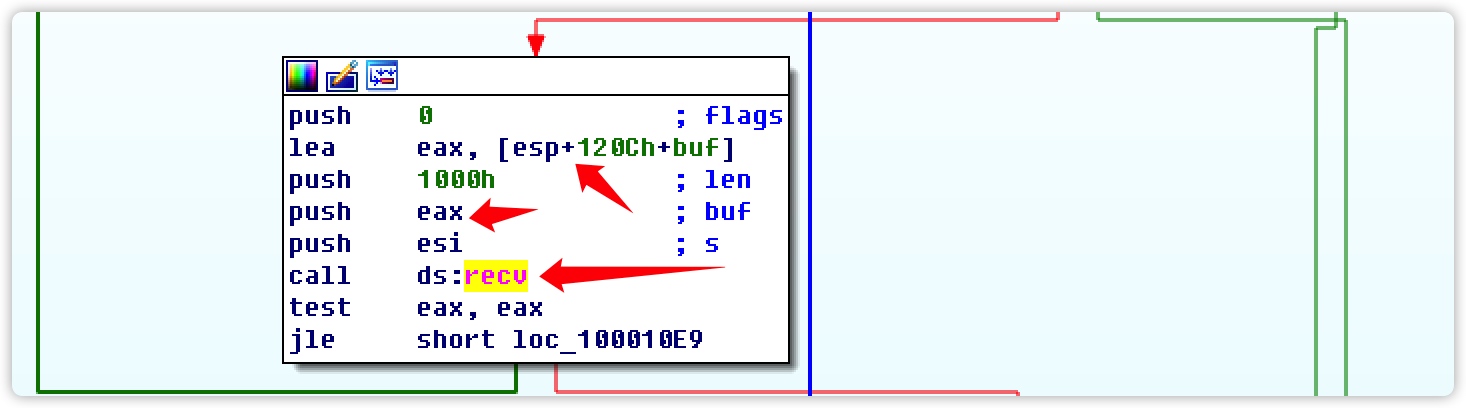 push 0 ; flags
lea eax, [esp+120Ch+buf]
push 1000h ; len
push eax ; buf
push esi ; s
call ds:recv
test eax, eax
jle short loc_100010E9